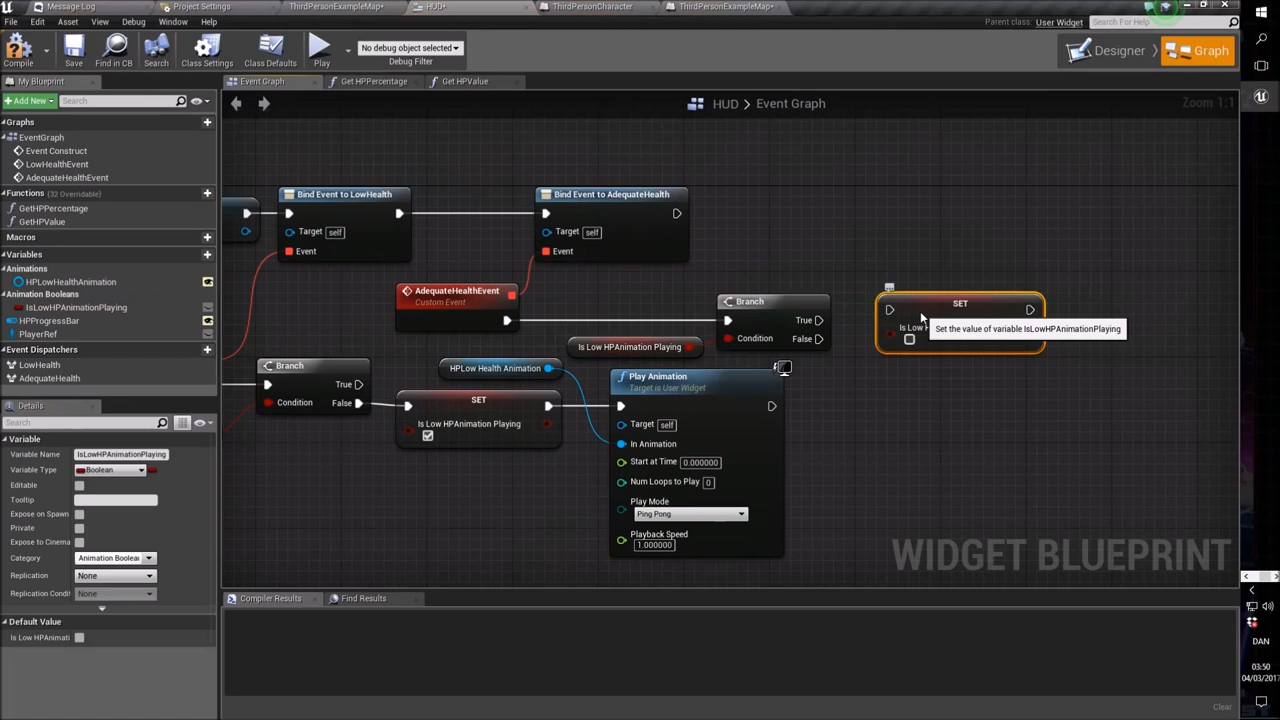 Message Log
Project Settings
ThirdPersonExampleMap*
HUD*
ThirdPersonCharacter
ThirdPersonExampleMap*
File Edit Asset View Debug Window Help
Parent class: User Widget
Search For Help
Compile
Save
Find in CB
Search
Class Settings
Class Defaults
Play
No debug object selected
Debug Filter
Designer
Graph
My Blueprint
Event Graph
Get HPPercentage
Get HPValue
+Add New
Search
HUD > Event Graph
Zoom 1:1
Graphs
EventGraph
Event Construct
LowHealthEvent
AdequateHealthEvent
Functions (32 Overridable)
GetHPPercentage
GetHPValue
Macros
Variables
Animations
HPLowHealthAnimation
Animation Booleans
IsLowHPAnimationPlaying
HPProgressBar
PlayerRef
Event Dispatchers
LowHealth
AdequateHealth
Details
Search
Variable
Variable Name IsLowHPAnimationPlaying
Variable Type Boolean
Editable
Tooltip
Expose on Spawn
Private
Expose to Cinema
Category Animation Boolea
Replication None
Replication Condit None
Default Value
Is Low HPAnimati
Bind Event to LowHealth
Target self
Event
Bind Event to AdequateHealth
Target self
Event
AdequateHealthEvent
Custom Event
Branch
True
Condition False
Is Low HPAnimation Playing
SET
Is Low H
Set the value of variable IsLowHPAnimationPlaying
Branch
True
Condition False
HPLow Health Animation
SET
Is Low HPAnimation Playing
Play Animation
Target is User Widget
Target self
In Animation
Start at Time 0.000000
Num Loops to Play 0
Play Mode
Ping Pong
Playback Speed
1.000000
WIDGET BLUEPRINT
Compiler Results
Find Results
Clear
DAN
03:50
04/03/2017